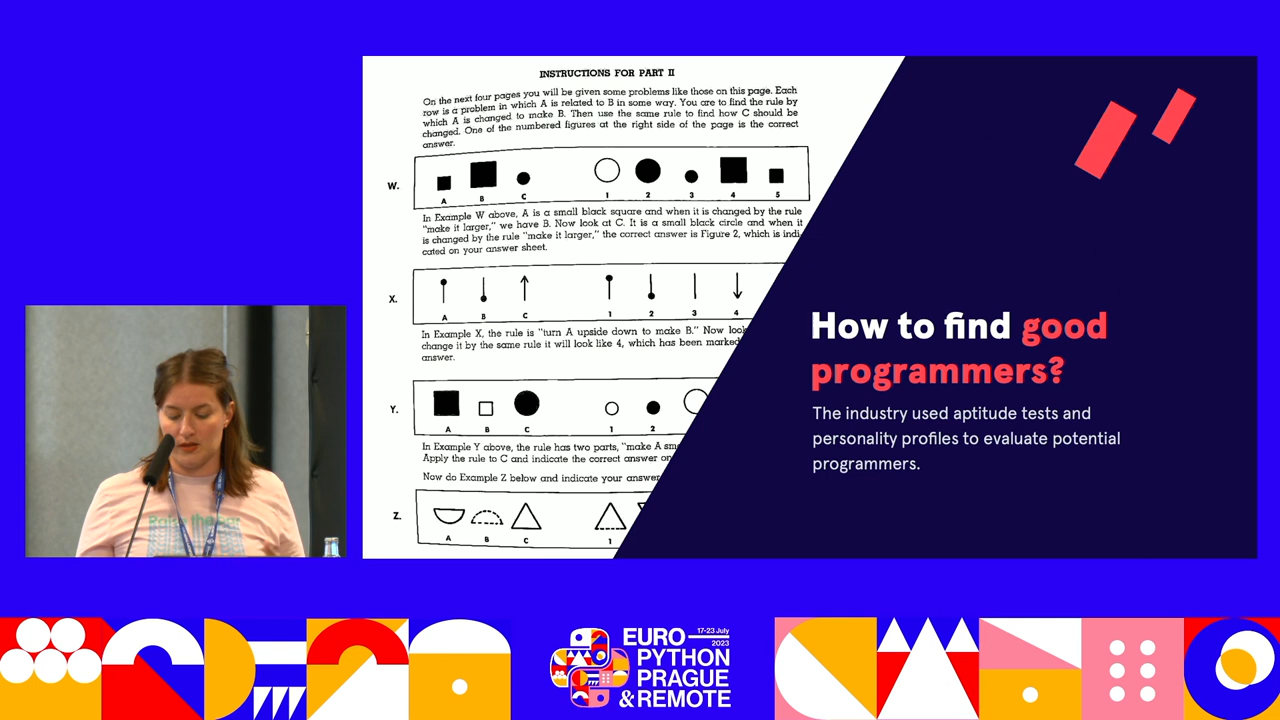 INSTRUCTIONS FOR PART II
On the next four pages you will be given some problems like those on this page. Each
row is a problem in which A is related to B in some way. You are to find the rule by
which A is changed to make B. Then use the same rule to find how C should be
changed. One of the numbered figures at the right side of the page is the correct
answer.
W.
A B C 1 2 3 4 5
In Example W above, A is a small black square and when it is changed by the rule
"make it larger," we have B. Now look at C. It is a small black circle and when it
is changed by the rule "make it larger," the correct answer is Figure 2, which is indi-
cated on your answer sheet.
X.
A B C 1 2 3 4
In Example X, the rule is "turn A upside down to make B." Now look
change it by the same rule it will look like 4, which has been marked
answer.
Y.
A B C 1 2
In Example Y above, the rule has two parts, "make A
Apply the rule to C and indicate the correct answer
Now do Example Z below and indicate your answer
Z.
A B C 1
How to find good
programmers?
The industry used aptitude tests and
personality profiles to evaluate potential
programmers.
EURO 17-23 July
2023
PYTHON
PRAGUE
& REMOTE